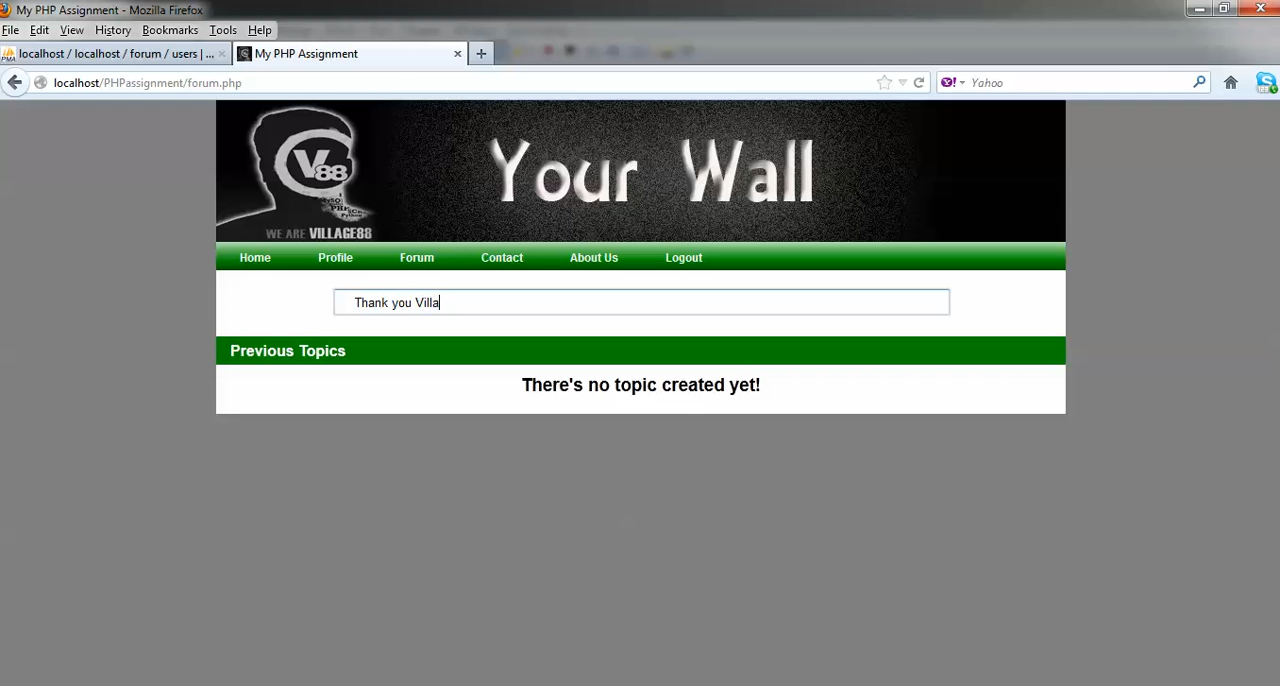 My PHP Assignment - Mozilla Firefox
File Edit View History Bookmarks Tools Help
localhost / localhost / forum / users | ... My PHP Assignment
localhost/PHPassignment/forum.php Yahoo
Your Wall
V88
WE ARE VILLAGE88
Home Profile Forum Contact About Us Logout
Thank you Villa
Previous Topics
There's no topic created yet!